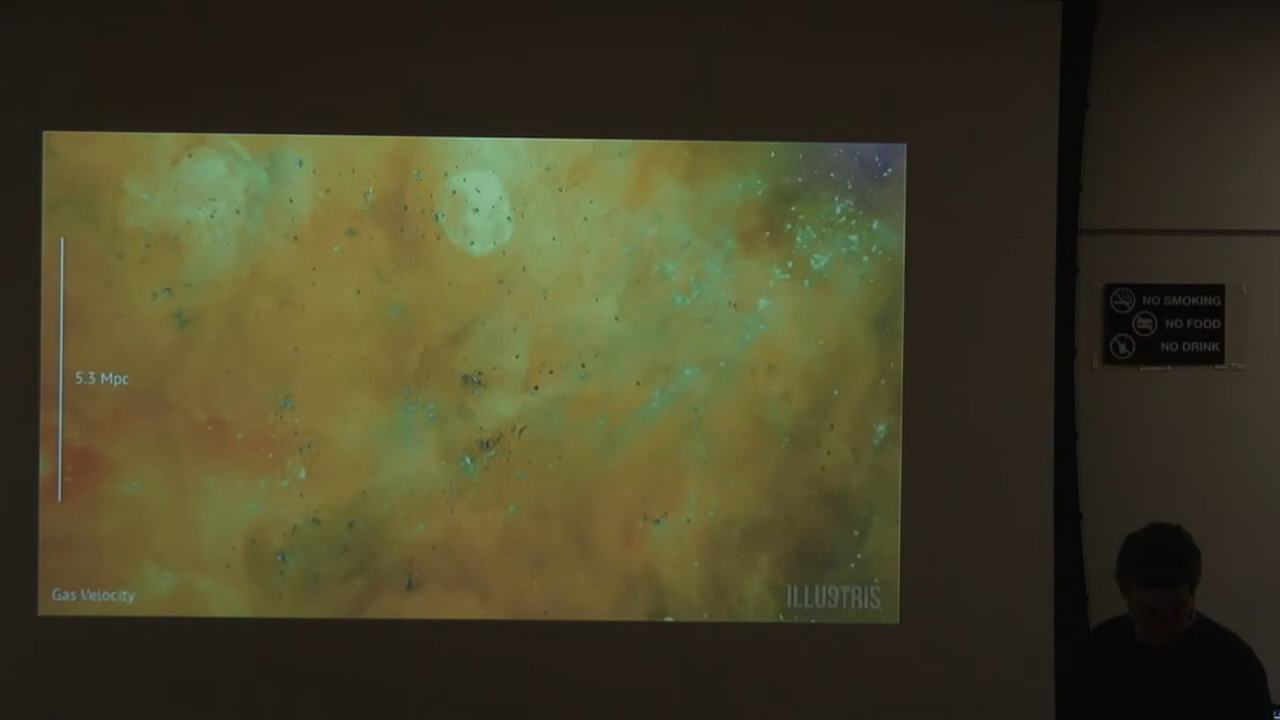 5.3 Mpc
Gas Velocity
ILLUSTRIS
NO SMOKING
NO FOOD
NO DRINK